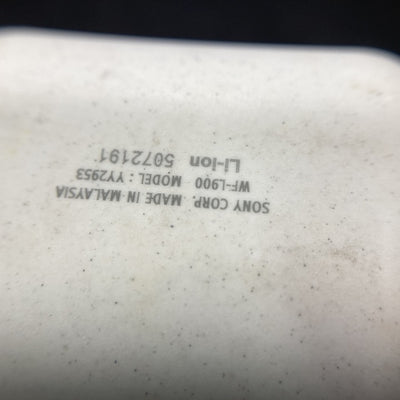 SONY CORP. MADE IN MALAYSIA
WF-L900 MODEL: YY2953
Li-ion 5072191